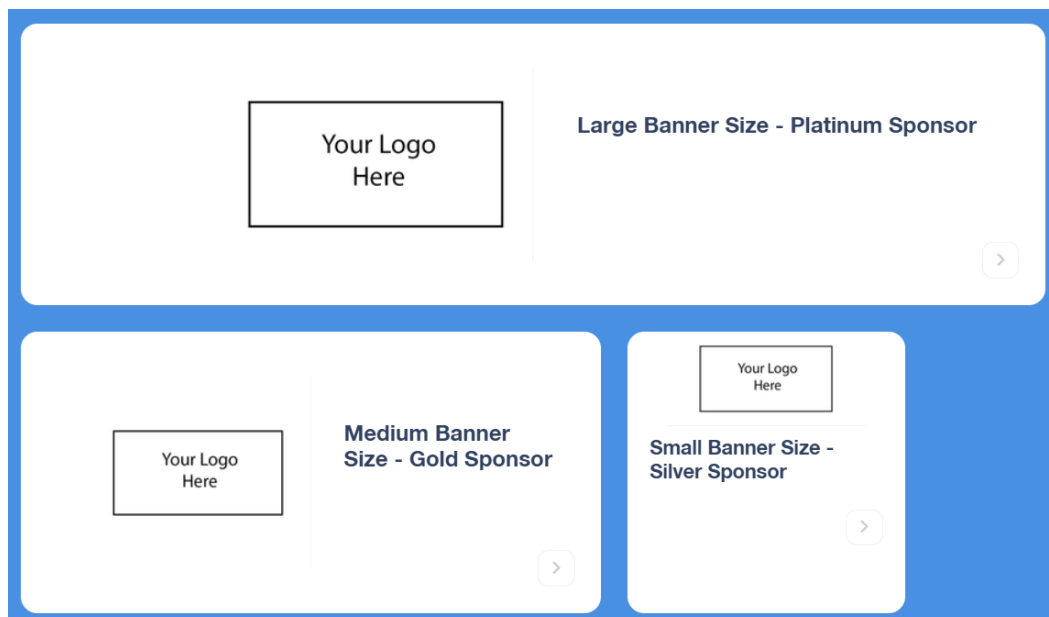 Your Logo
Here
Large Banner Size - Platinum Sponsor
Your Logo
Here
Medium Banner
Size - Gold Sponsor
Your Logo
Here
Small Banner Size -
Silver Sponsor